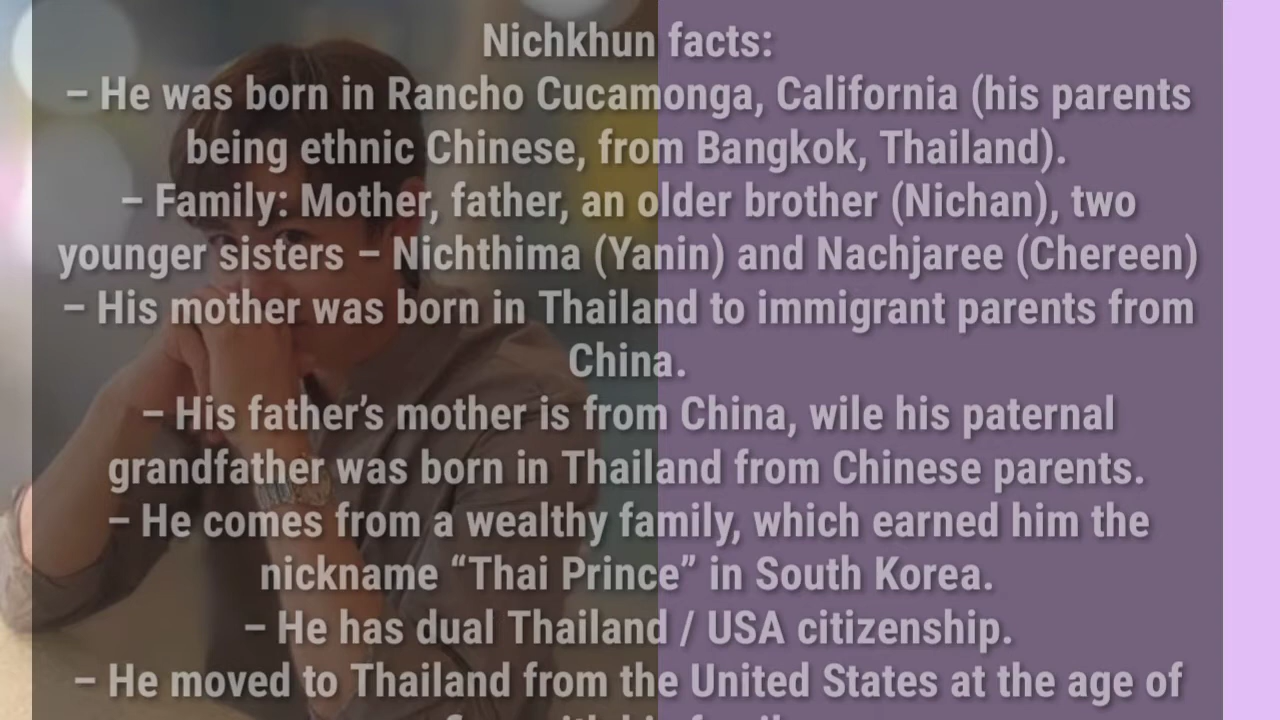 Nichkhun facts:
– He was born in Rancho Cucamonga, California (his parents
being ethnic Chinese, from Bangkok, Thailand).
– Family: Mother, father, an older brother (Nichan), two
younger sisters – Nichthima (Yanin) and Nachjaree (Chereen)
– His mother was born in Thailand to immigrant parents from
China.
– His father’s mother is from China, wile his paternal
grandfather was born in Thailand from Chinese parents.
– He comes from a wealthy family, which earned him the
nickname “Thai Prince” in South Korea.
– He has dual Thailand / USA citizenship.
– He moved to Thailand from the United States at the age of